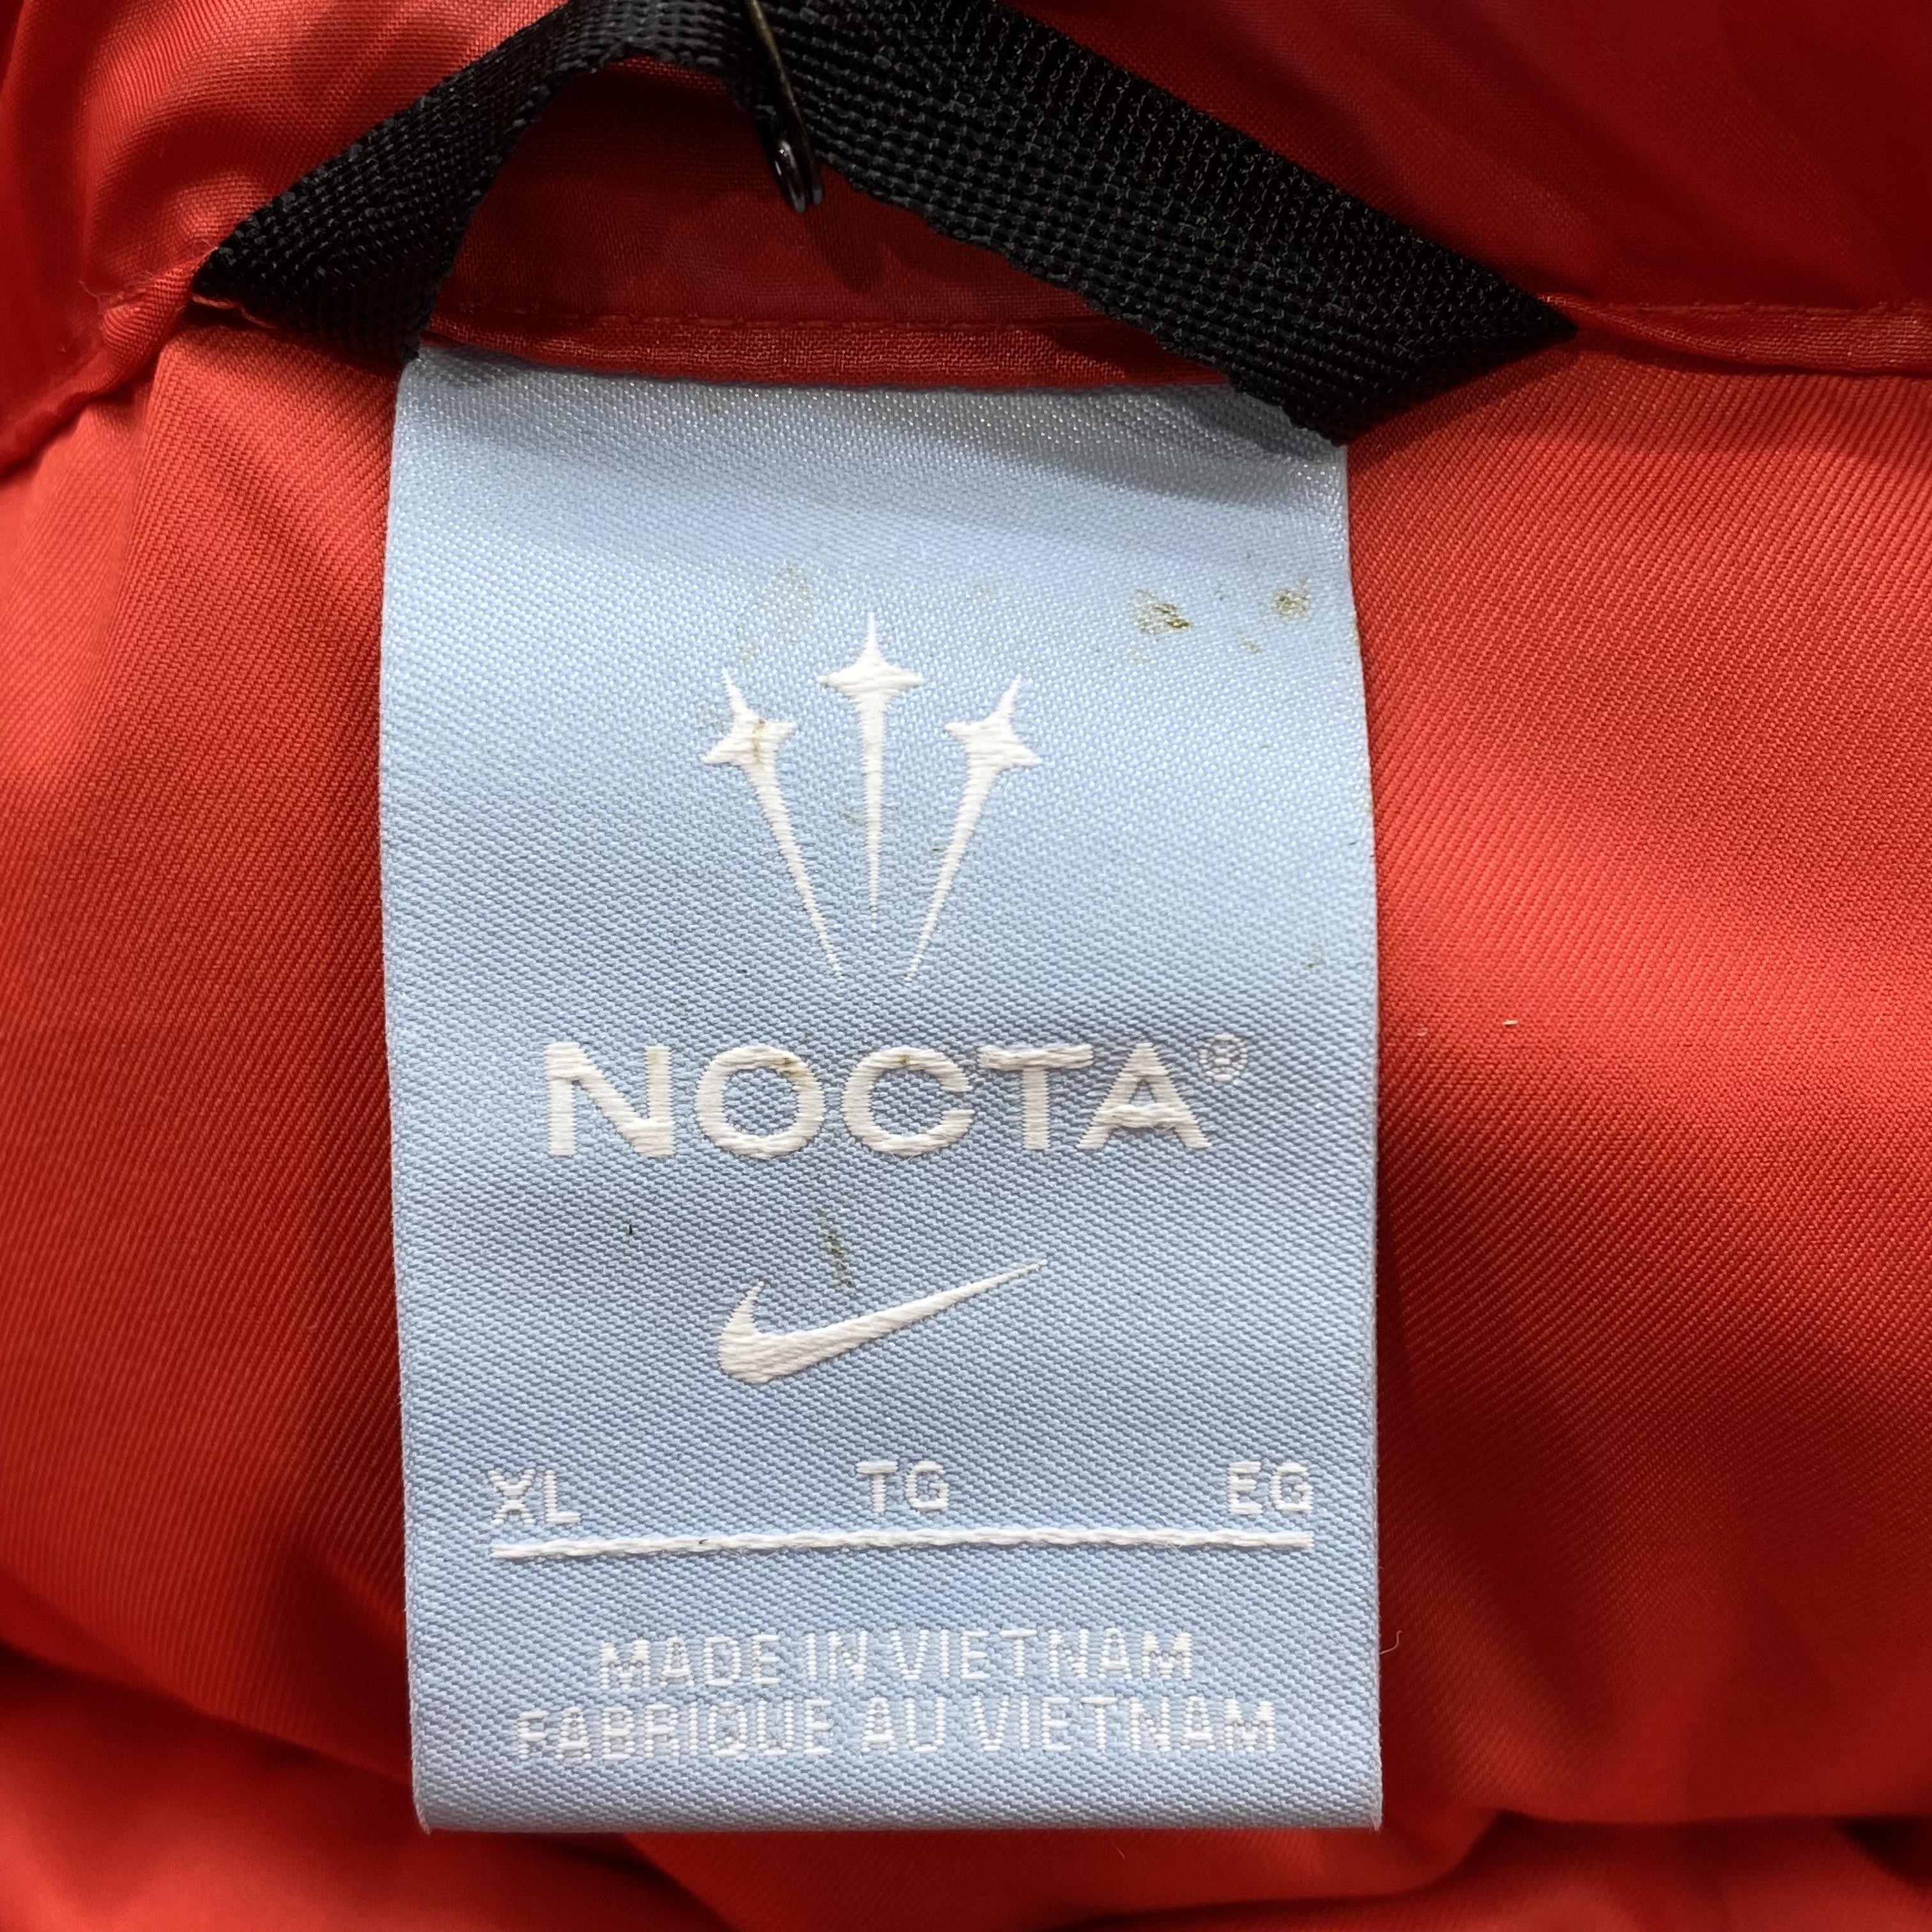 NOCTA®
XL TG EG
MADE IN VIETNAM
FABRIQUE AU VIETNAM